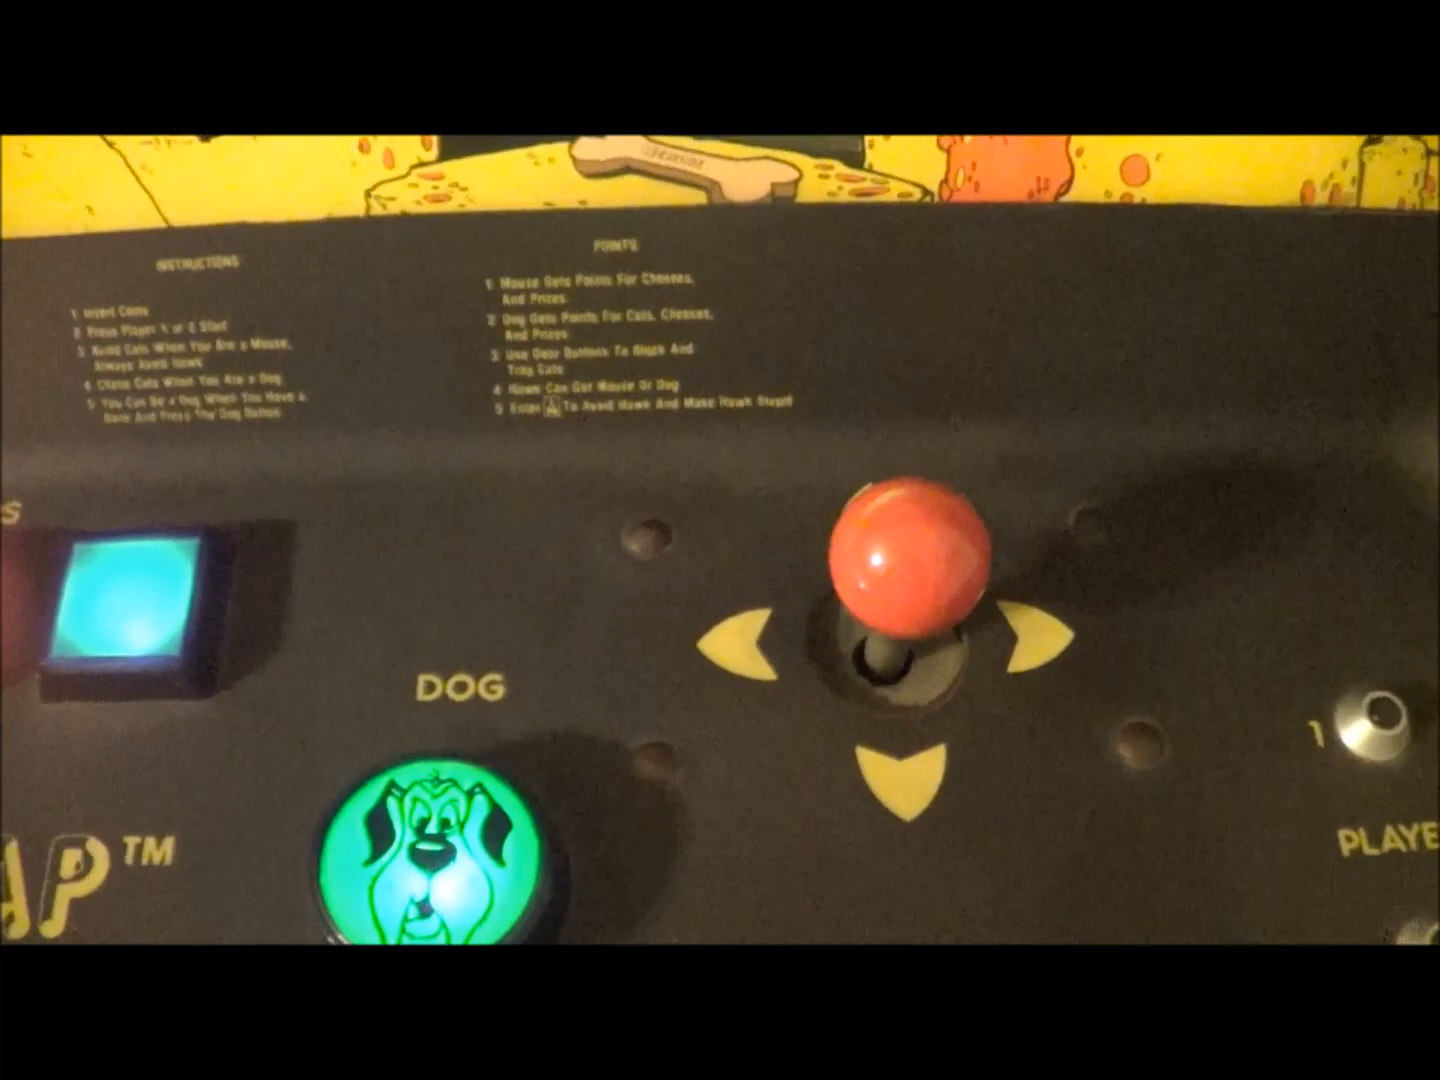 INSTRUCTIONS
1 Insert Coins
2 Press Player 1 or 2 Start
3 Avoid Cats When You Are a Mouse,
Always Avoid Hawk
4 Chase Cats When You Are a Dog
5 You Can Be a Dog When You Have a
Bone And Press The Dog Button
POINTS
1 Mouse Gets Points For Cheeses,
And Prizes
2 Dog Gets Points For Cats, Cheeses,
And Prizes
3 Use Door Buttons To Block And
Trap Cats
4 Hawk Can Get Mouse Or Dog
5 Enter To Avoid Hawk And Make Hawk Stupid
S
DOG
AP™
1
PLAYE